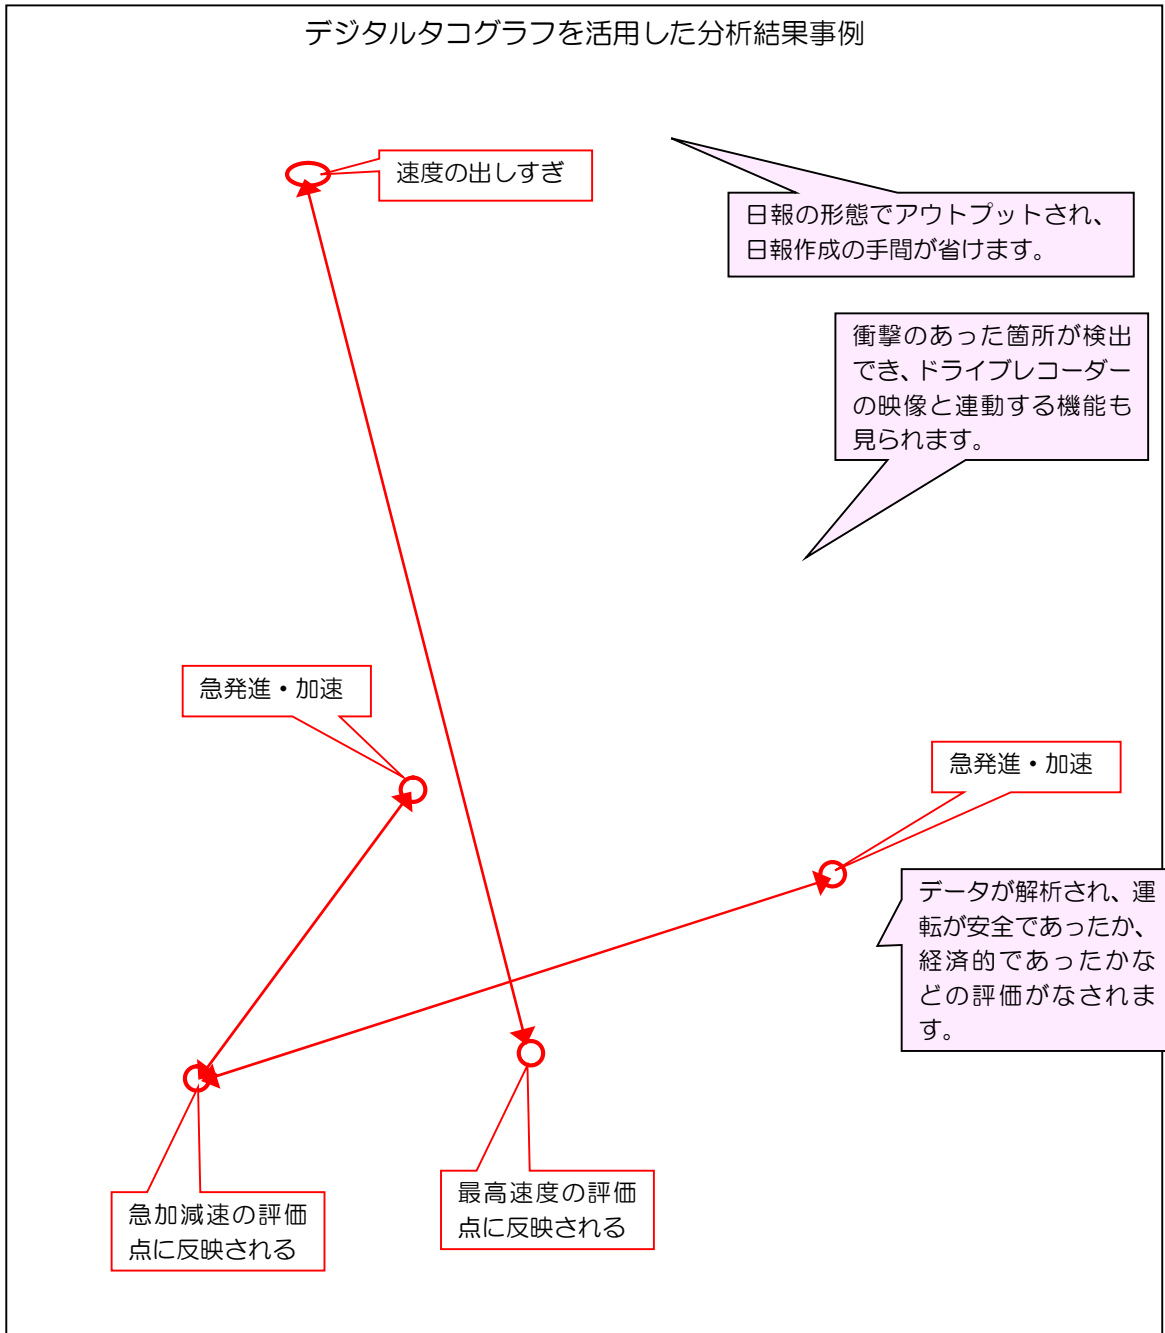 デジタルタコグラフを活用した分析結果事例
速度の出しすぎ
日報の形態でアウトプットされ、
日報作成の手間が省けます。
衝撃のあった箇所が検出
でき、ドライブレコーダー
の映像と連動する機能も
見られます。
急発進・加速
急発進・加速
データが解析され、運
転が安全であったか、
経済的であったかな
どの評価がなされま
す。
最高速度の評価
点に反映される
急加減速の評価
点に反映される